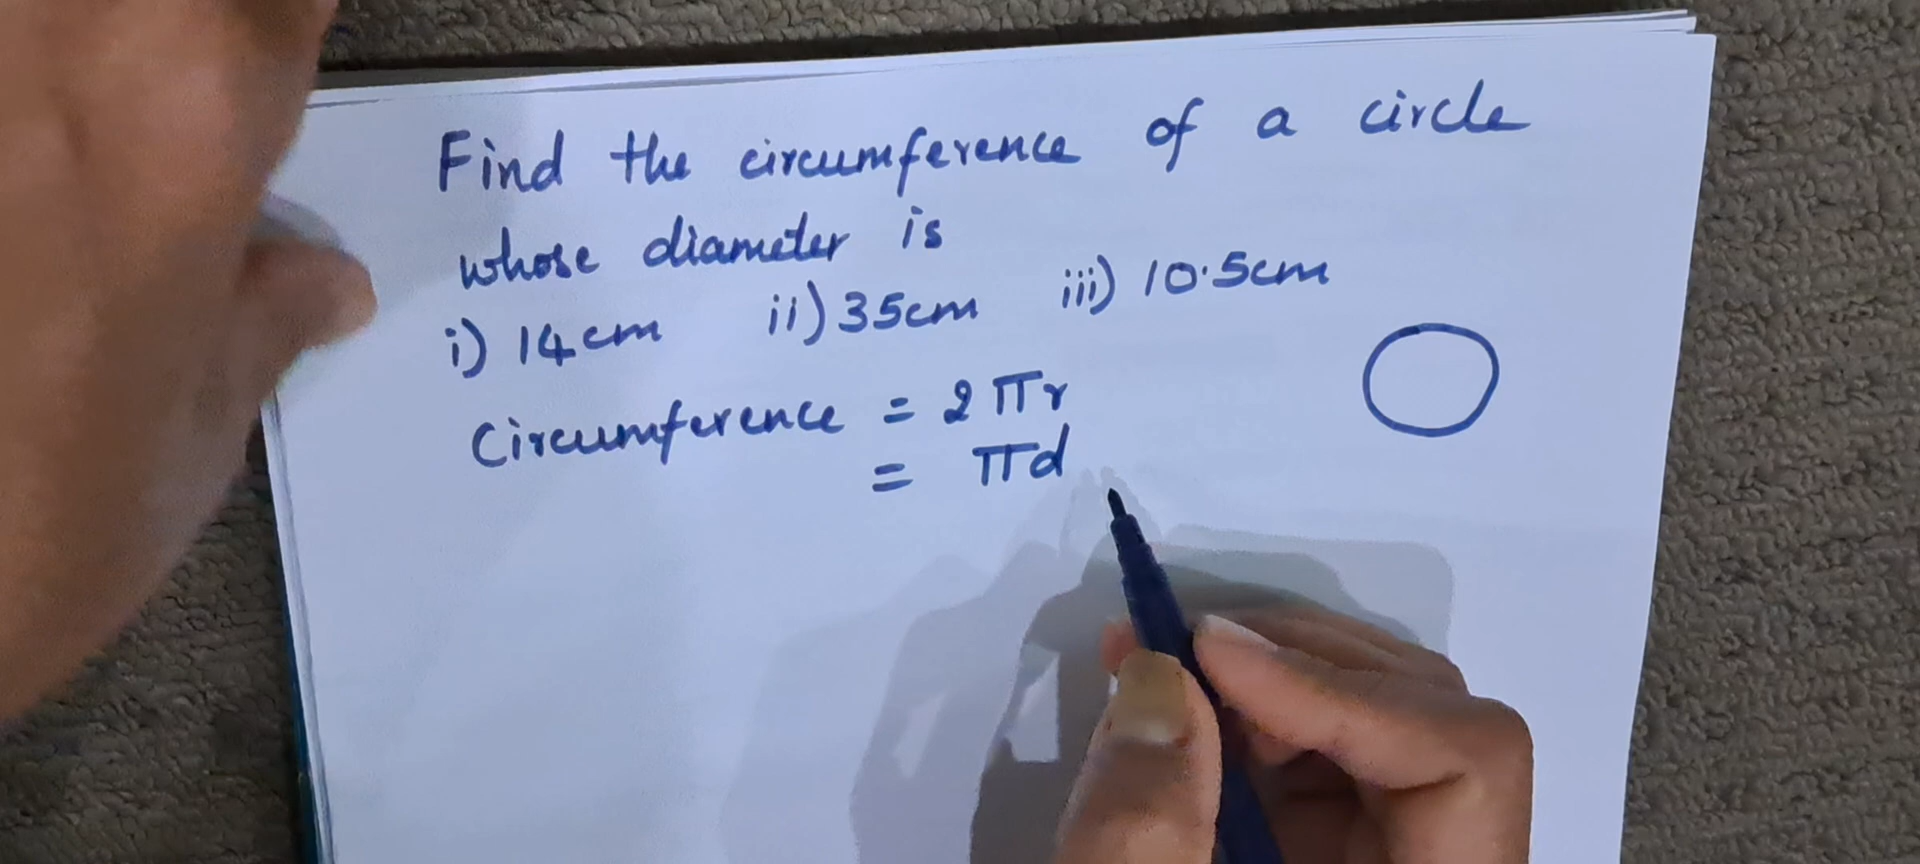 Find the circumference of a circle
whose diameter is
i) 14cm ii) 35cm iii) 10.5cm
Circumference = 2πr
= πd